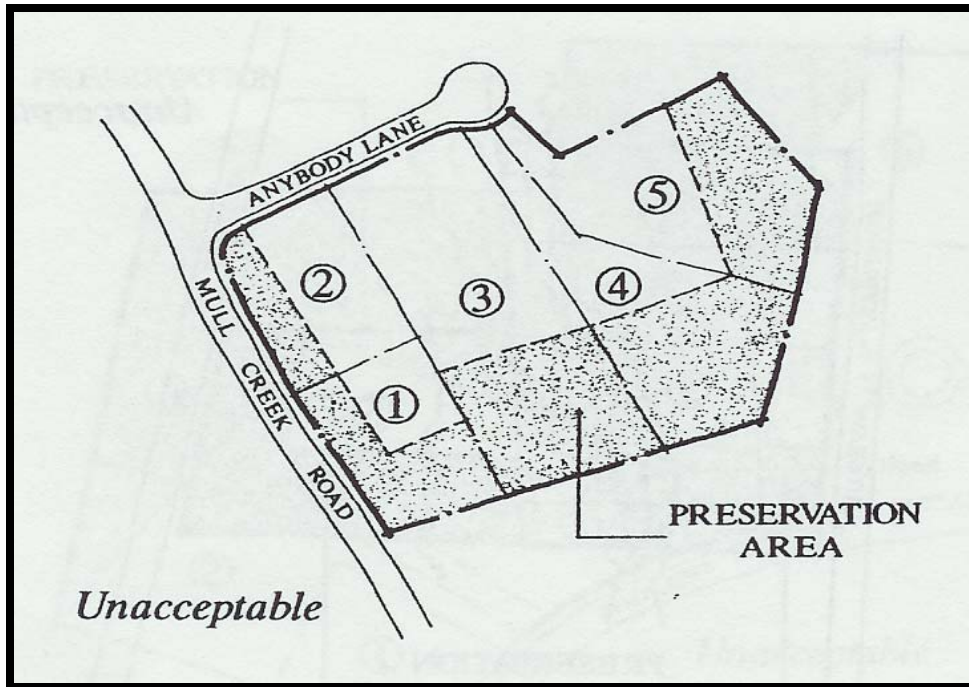 ANYBODY LANE
MULL CREEK ROAD
①
②
③
④
⑤
PRESERVATION
AREA
Unacceptable